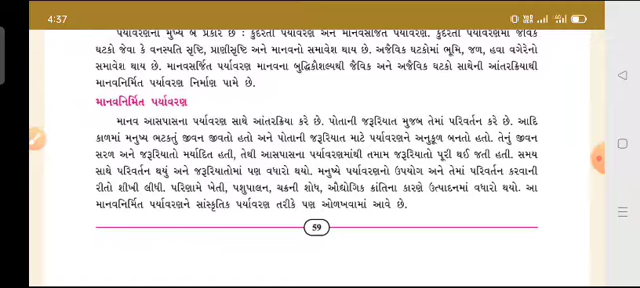 4:37
પર્યાવરણના મુખ્ય બે પ્રકાર છે : કુદરતી પર્યાવરણ અને માનવસર્જિત પર્યાવરણ. કુદરતી પર્યાવરણમાં જૈવિક
ઘટકો જેવા કે વનસ્પતિ સૃષ્ટિ, પ્રાણીસૃષ્ટિ અને માનવનો સમાવેશ થાય છે. અજૈવિક ઘટકોમાં ભૂમિ, જળ, હવા વગેરેનો
સમાવેશ થાય છે. માનવસર્જિત પર્યાવરણ માનવના બુદ્ધિકૌશલ્યથી જૈવિક અને અજૈવિક ઘટકો સાથેની આંતરક્રિયાથી
માનવનિર્મિત પર્યાવરણ નિર્માણ પામે છે.
માનવનિર્મિત પર્યાવરણ
માનવ આસપાસના પર્યાવરણ સાથે આંતરક્રિયા કરે છે. પોતાની જરૂરિયાત મુજબ તેમાં પરિવર્તન કરે છે. આદિ
કાળમાં મનુષ્ય ભટકતું જીવન જીવતો હતો અને પોતાની જરૂરિયાત માટે પર્યાવરણને અનુકૂળ બનતો હતો. તેનું જીવન
સરળ અને જરૂરિયાતો મર્યાદિત હતી, તેથી આસપાસના પર્યાવરણમાંથી તમામ જરૂરિયાતો પૂરી થઈ જતી હતી. સમય
સાથે પરિવર્તન થયું અને જરૂરિયાતોમાં પણ વધારો થયો. મનુષ્યે પર્યાવરણનો ઉપયોગ અને તેમાં પરિવર્તન કરવાની
રીતો શીખી લીધી. પરિણામે ખેતી, પશુપાલન, ચક્રની શોધ, ઔદ્યોગિક ક્રાંતિના કારણે ઉત્પાદનમાં વધારો થયો. આ
માનવનિર્મિત પર્યાવરણને સાંસ્કૃતિક પર્યાવરણ તરીકે પણ ઓળખવામાં આવે છે.
59